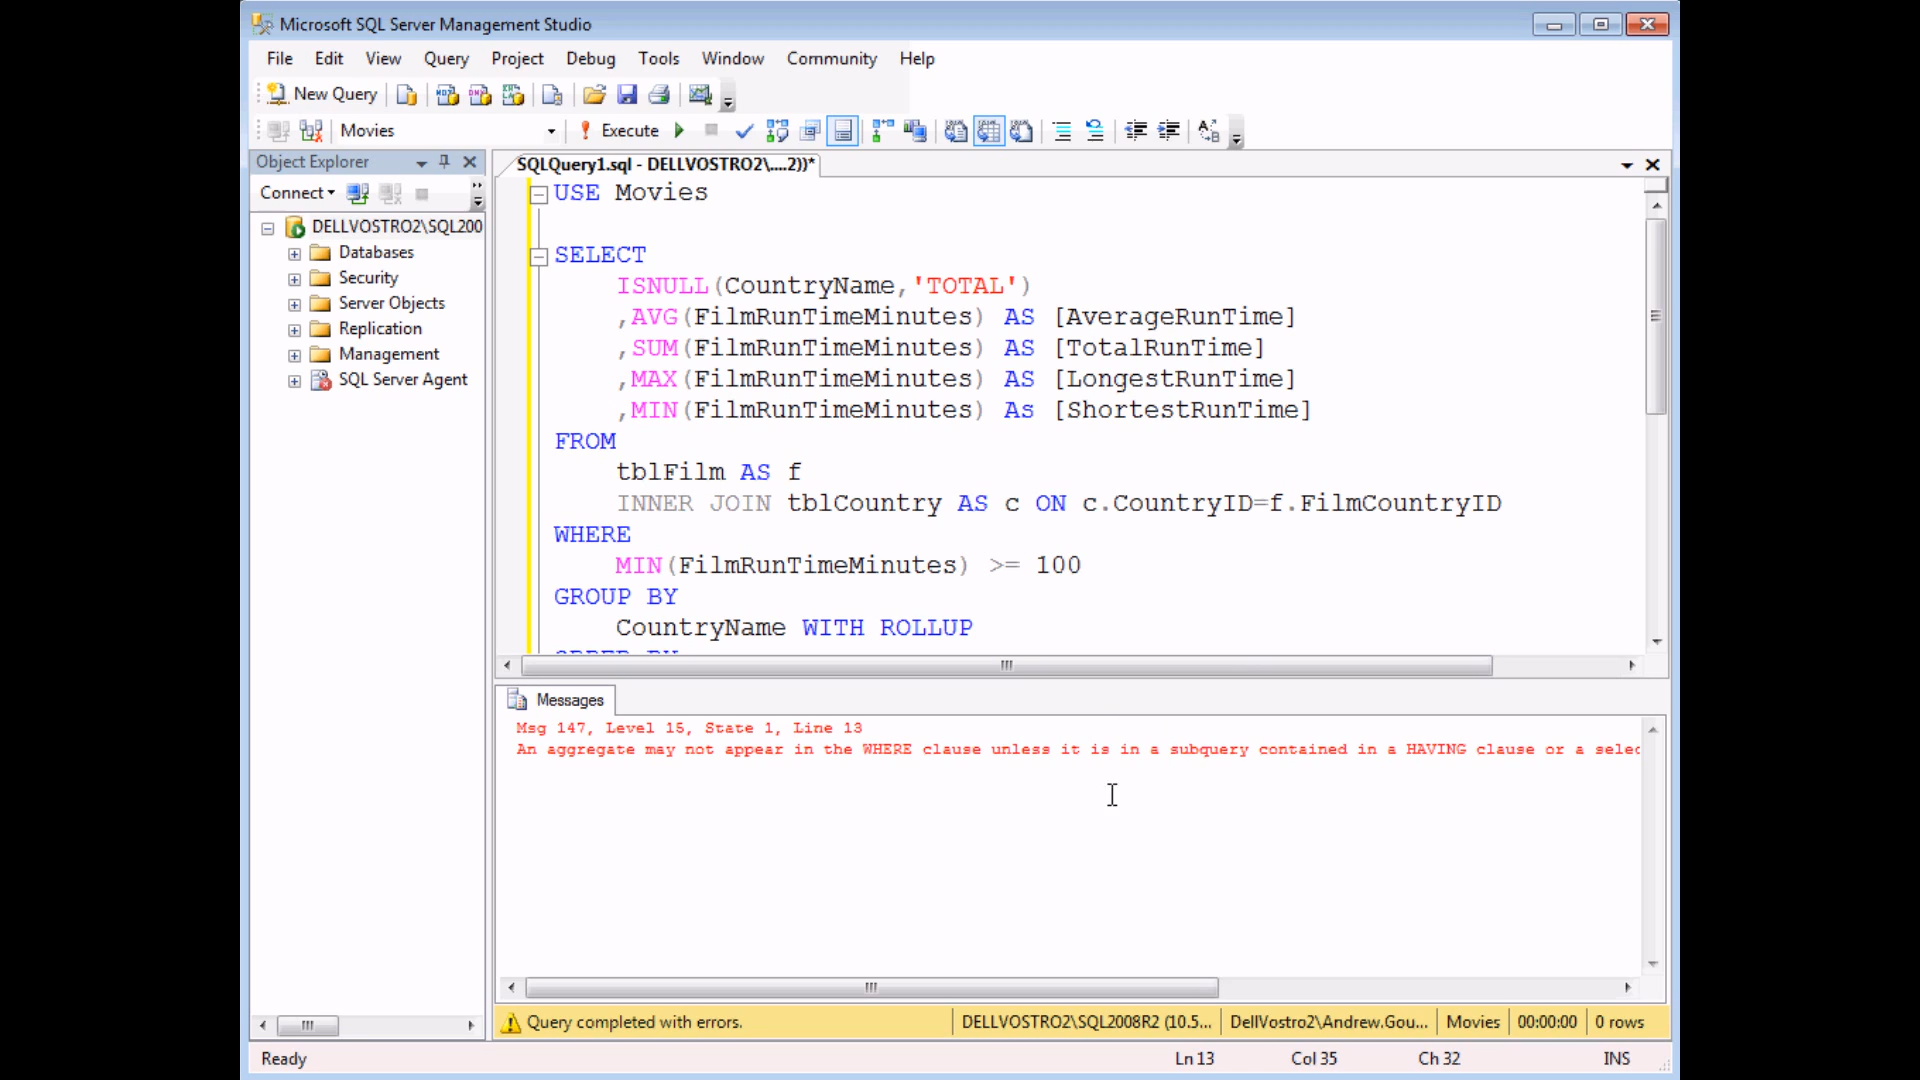 Microsoft SQL Server Management Studio
File Edit View Query Project Debug Tools Window Community Help
New Query
Movies Execute
Object Explorer
SQLQuery1.sql - DELLVOSTRO2\....2))*
Connect
DELLVOSTRO2\SQL200
Databases
Security
Server Objects
Replication
Management
SQL Server Agent
USE Movies
SELECT
ISNULL(CountryName,'TOTAL')
,AVG(FilmRunTimeMinutes) AS [AverageRunTime]
,SUM(FilmRunTimeMinutes) AS [TotalRunTime]
,MAX(FilmRunTimeMinutes) AS [LongestRunTime]
,MIN(FilmRunTimeMinutes) As [ShortestRunTime]
FROM
tblFilm AS f
INNER JOIN tblCountry AS c ON c.CountryID=f.FilmCountryID
WHERE
MIN(FilmRunTimeMinutes) >= 100
GROUP BY
CountryName WITH ROLLUP
Messages
Msg 147, Level 15, State 1, Line 13
An aggregate may not appear in the WHERE clause unless it is in a subquery contained in a HAVING clause or a selec
Query completed with errors. DELLVOSTRO2\SQL2008R2 (10.5... DellVostro2\Andrew.Gou... Movies 00:00:00 0 rows
Ready Ln 13 Col 35 Ch 32 INS